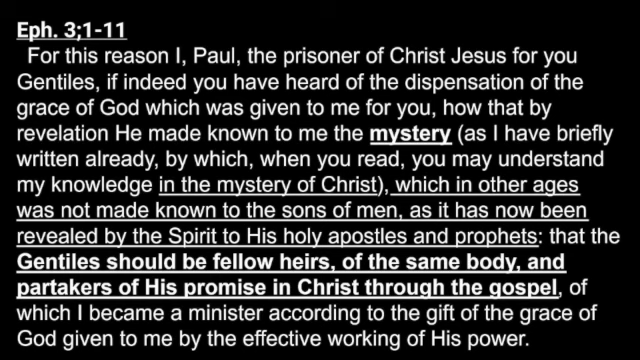 Eph. 3;1-11
For this reason I, Paul, the prisoner of Christ Jesus for you
Gentiles, if indeed you have heard of the dispensation of the
grace of God which was given to me for you, how that by
revelation He made known to me the mystery (as I have briefly
written already, by which, when you read, you may understand
my knowledge in the mystery of Christ), which in other ages
was not made known to the sons of men, as it has now been
revealed by the Spirit to His holy apostles and prophets: that the
Gentiles should be fellow heirs, of the same body, and
partakers of His promise in Christ through the gospel, of
which I became a minister according to the gift of the grace of
God given to me by the effective working of His power.